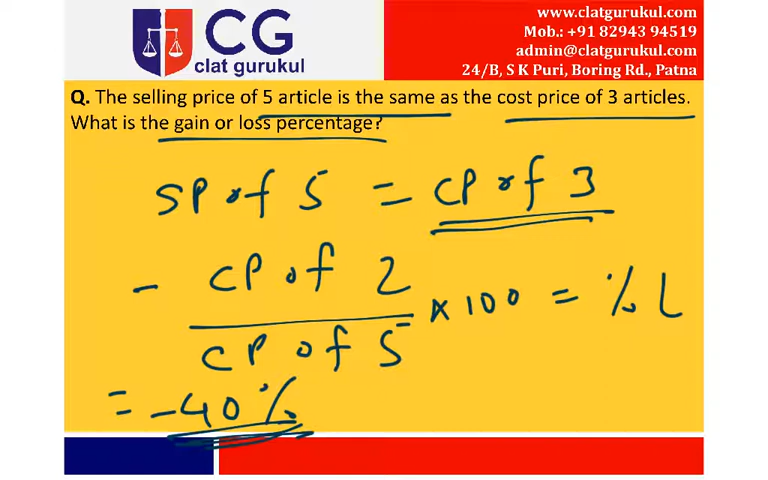 CG
clat gurukul
www.clatgurukul.com
Mob.: +91 82943 94519
admin@clatgurukul.com
24/B, S K Puri, Boring Rd., Patna
Q. The selling price of 5 article is the same as the cost price of 3 articles.
What is the gain or loss percentage?
SP of 5 = CP of 3
- CP of 2
CP of 5
× 100 = % L
= -40%